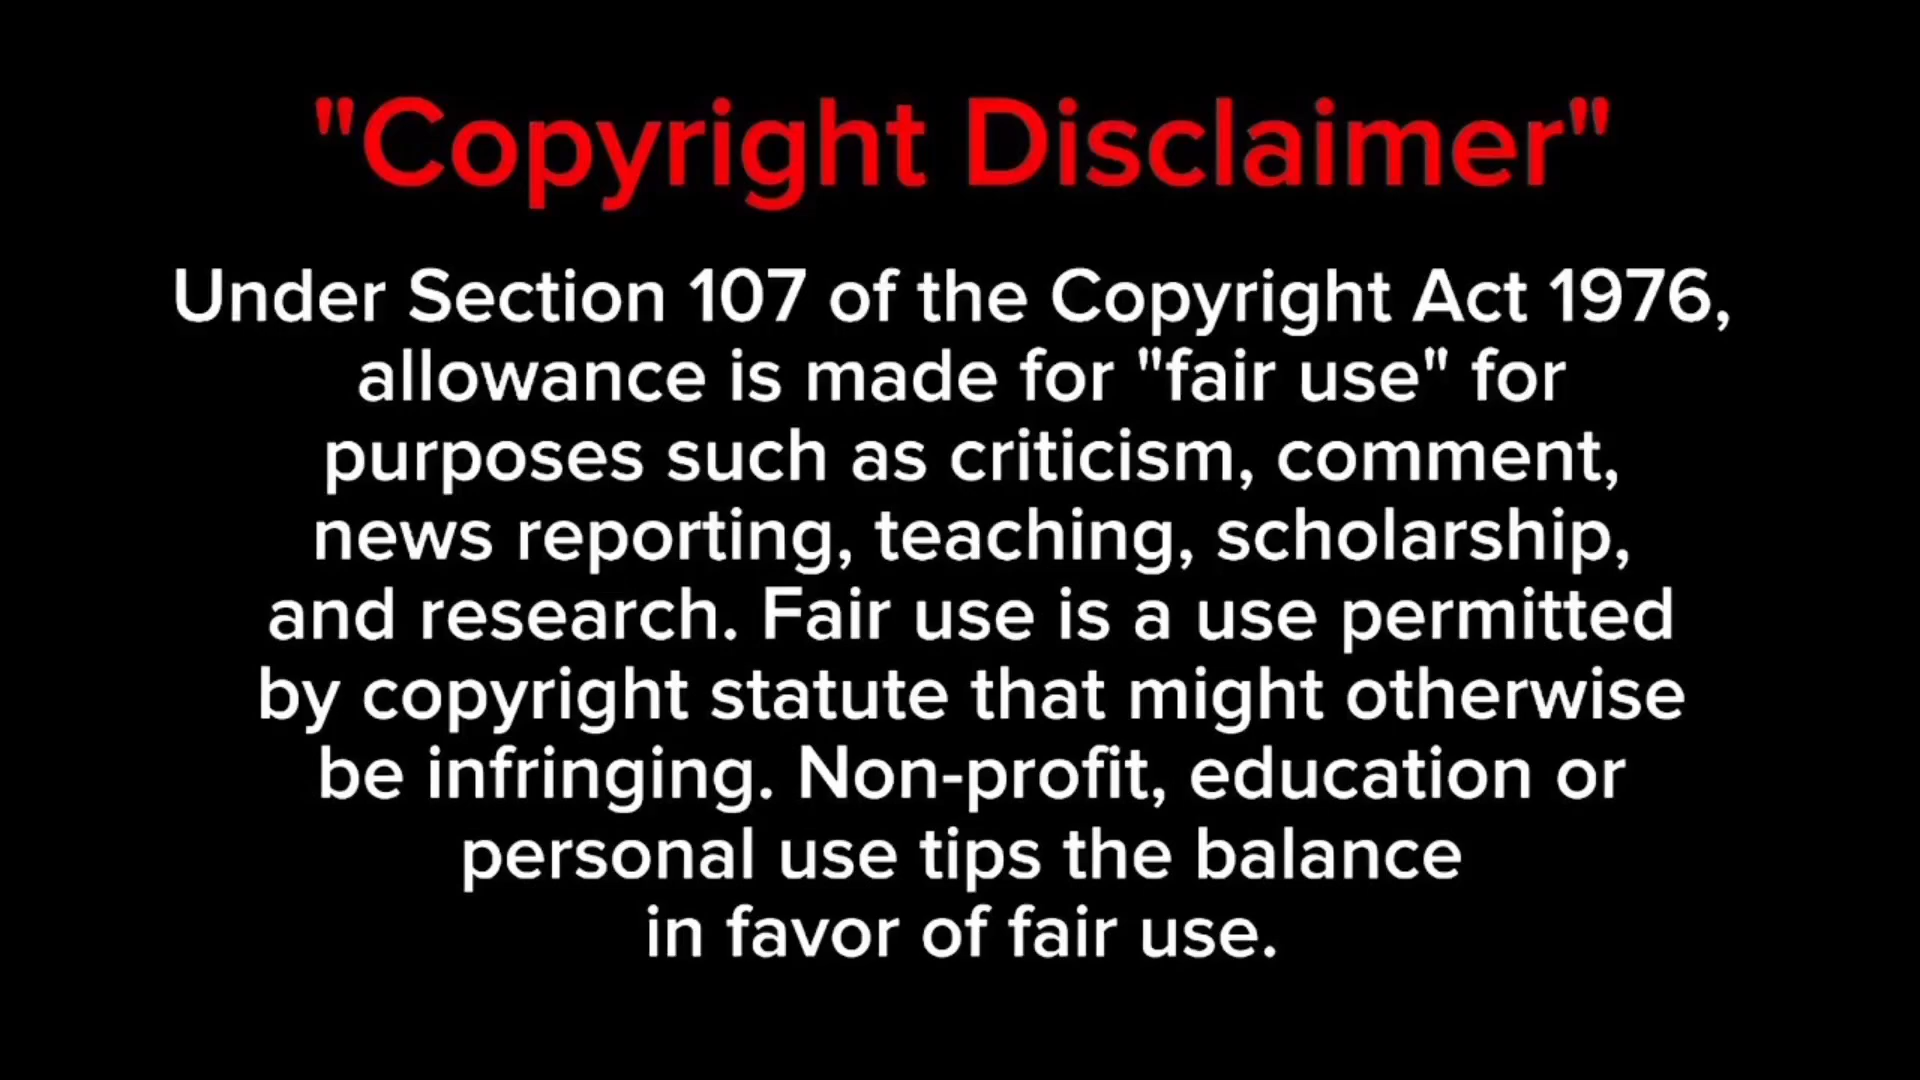 "Copyright Disclaimer"
Under Section 107 of the Copyright Act 1976,
allowance is made for "fair use" for
purposes such as criticism, comment,
news reporting, teaching, scholarship,
and research. Fair use is a use permitted
by copyright statute that might otherwise
be infringing. Non-profit, education or
personal use tips the balance
in favor of fair use.